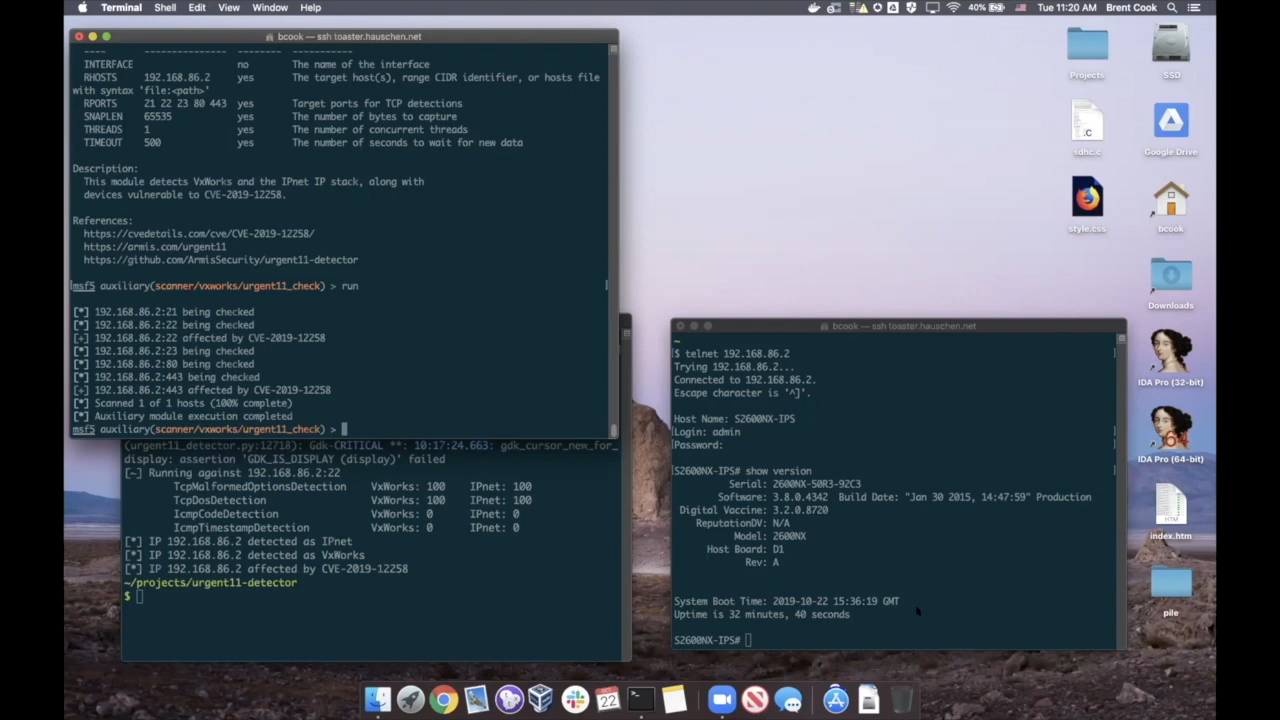 Terminal Shell Edit View Window Help
40% Tue 11:20 AM Brent Cook
bcook — ssh toaster.hauschen.net
---- --------------- -------- -----------
INTERFACE no The name of the interface
RHOSTS 192.168.86.2 yes The target host(s), range CIDR identifier, or hosts file
with syntax 'file:<path>'
RPORTS 21 22 23 80 443 yes Target ports for TCP detections
SNAPLEN 65535 yes The number of bytes to capture
THREADS 1 yes The number of concurrent threads
TIMEOUT 500 yes The number of seconds to wait for new data
Description:
This module detects VxWorks and the IPnet IP stack, along with
devices vulnerable to CVE-2019-12258.
References:
https://cvedetails.com/cve/CVE-2019-12258/
https://armis.com/urgent11
https://github.com/ArmisSecurity/urgent11-detector
msf5 auxiliary(scanner/vxworks/urgent11_check) > run
[*] 192.168.86.2:21 being checked
[*] 192.168.86.2:22 being checked
[+] 192.168.86.2:22 affected by CVE-2019-12258
[*] 192.168.86.2:23 being checked
[*] 192.168.86.2:80 being checked
[*] 192.168.86.2:443 being checked
[+] 192.168.86.2:443 affected by CVE-2019-12258
[*] Scanned 1 of 1 hosts (100% complete)
[*] Auxiliary module execution completed
msf5 auxiliary(scanner/vxworks/urgent11_check) >
(urgent11_detector.py:12718): Gdk-CRITICAL **: 10:17:24.663: gdk_cursor_new_for_
display: assertion 'GDK_IS_DISPLAY (display)' failed
[~] Running against 192.168.86.2:22
TcpMalformedOptionsDetection VxWorks: 100 IPnet: 100
TcpDosDetection VxWorks: 100 IPnet: 100
IcmpCodeDetection VxWorks: 0 IPnet: 0
IcmpTimestampDetection VxWorks: 0 IPnet: 0
[*] IP 192.168.86.2 detected as IPnet
[*] IP 192.168.86.2 detected as VxWorks
[*] IP 192.168.86.2 affected by CVE-2019-12258
~/projects/urgent11-detector
$
bcook — ssh toaster.hauschen.net
~
$ telnet 192.168.86.2
Trying 192.168.86.2...
Connected to 192.168.86.2.
Escape character is '^]'.
Host Name: S2600NX-IPS
Login: admin
Password:
S2600NX-IPS# show version
Serial: 2600NX-50R3-92C3
Software: 3.8.0.4342 Build Date: "Jan 30 2015, 14:47:59" Production
Digital Vaccine: 3.2.0.8720
ReputationDV: N/A
Model: 2600NX
Host Board: D1
Rev: A
System Boot Time: 2019-10-22 15:36:19 GMT
Uptime is 32 minutes, 40 seconds
S2600NX-IPS#
Projects
SSD
.C
sdhc.c
Google Drive
style.css
bcook
Downloads
IDA Pro (32-bit)
64
IDA Pro (64-bit)
HTM
index.htm
pile
22